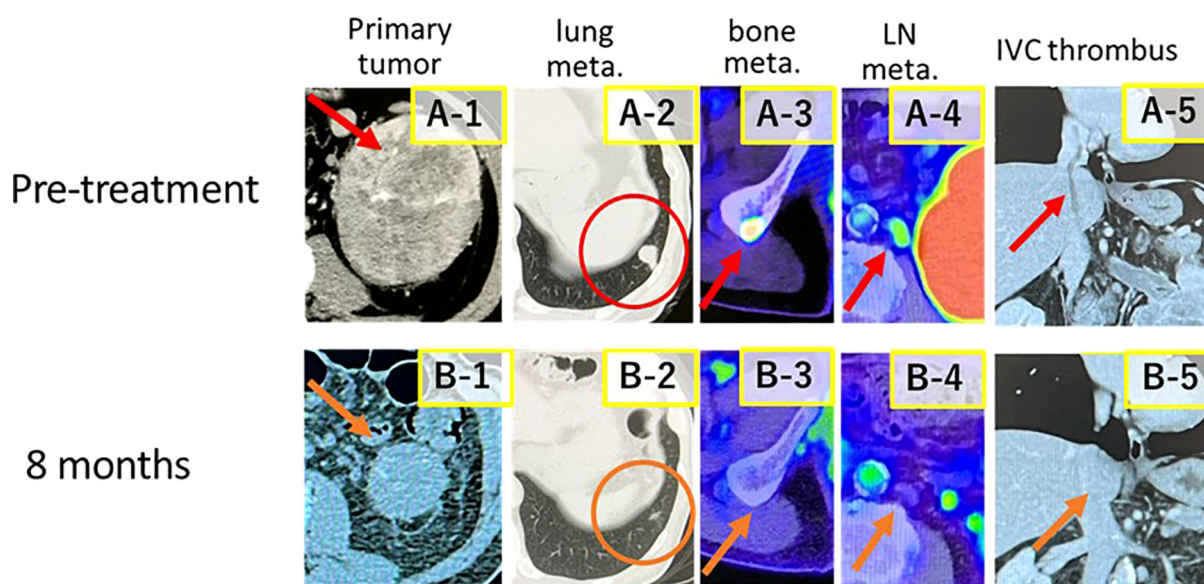 Primary
tumor
lung
meta.
bone
meta.
LN
meta.
IVC thrombus
Pre-treatment
A-1
A-2
A-3
A-4
A-5
8 months
B-1
B-2
B-3
B-4
B-5